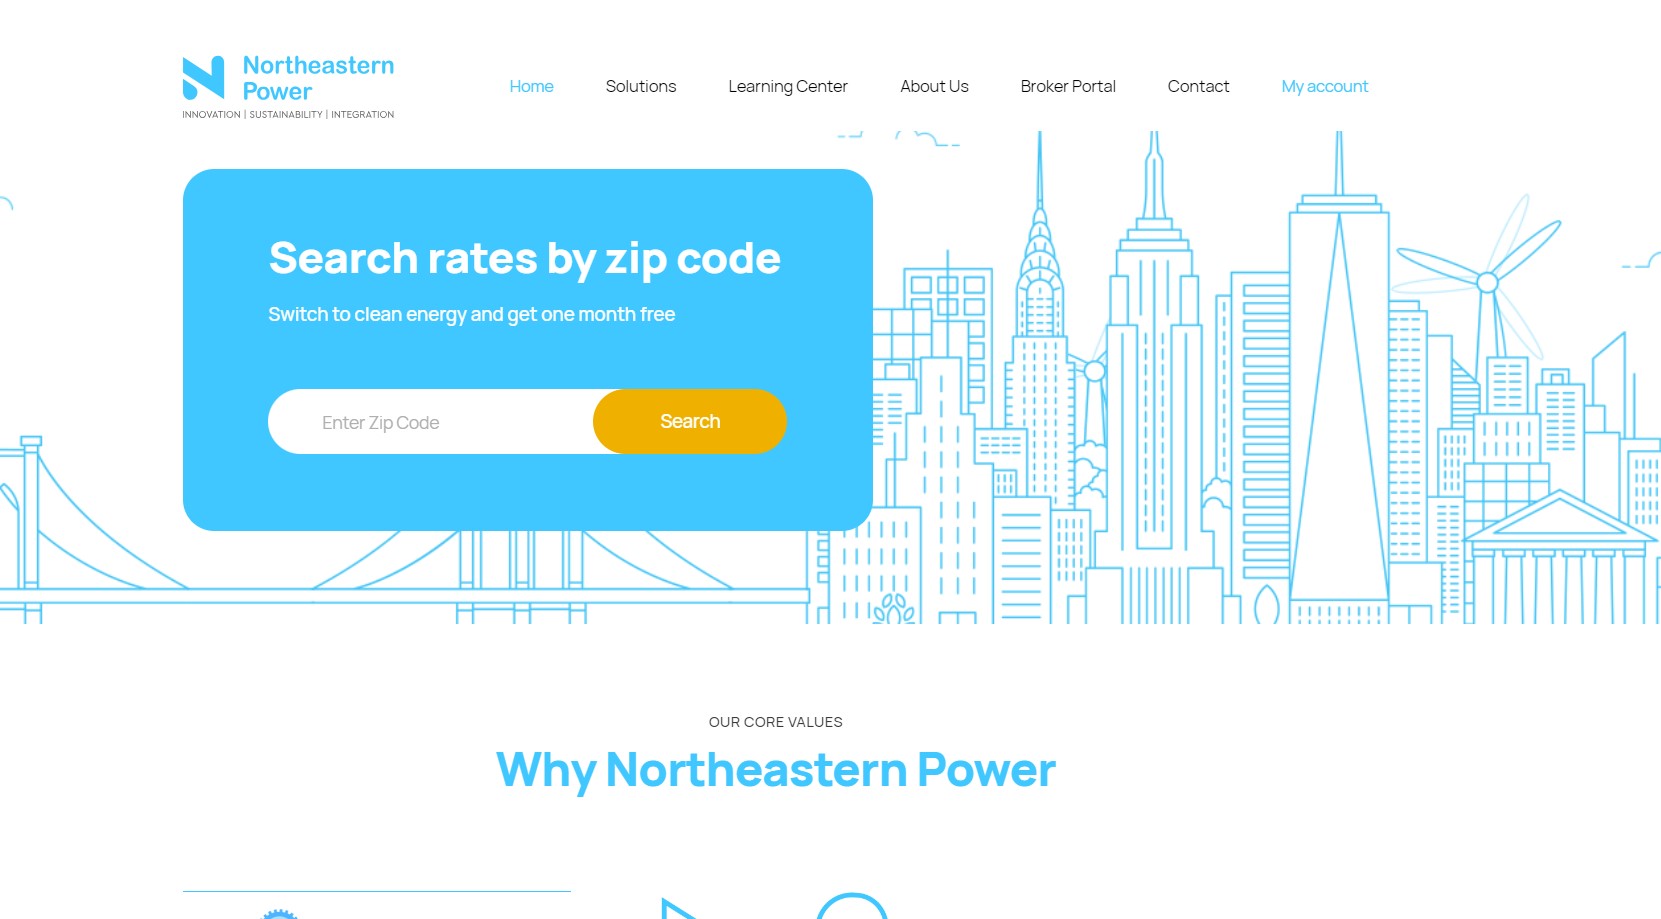 Northeastern
Power
INNOVATION | SUSTAINABILITY | INTEGRATION
Home
Solutions
Learning Center
About Us
Broker Portal
Contact
My account
Search rates by zip code
Switch to clean energy and get one month free
Enter Zip Code
Search
OUR CORE VALUES
Why Northeastern Power